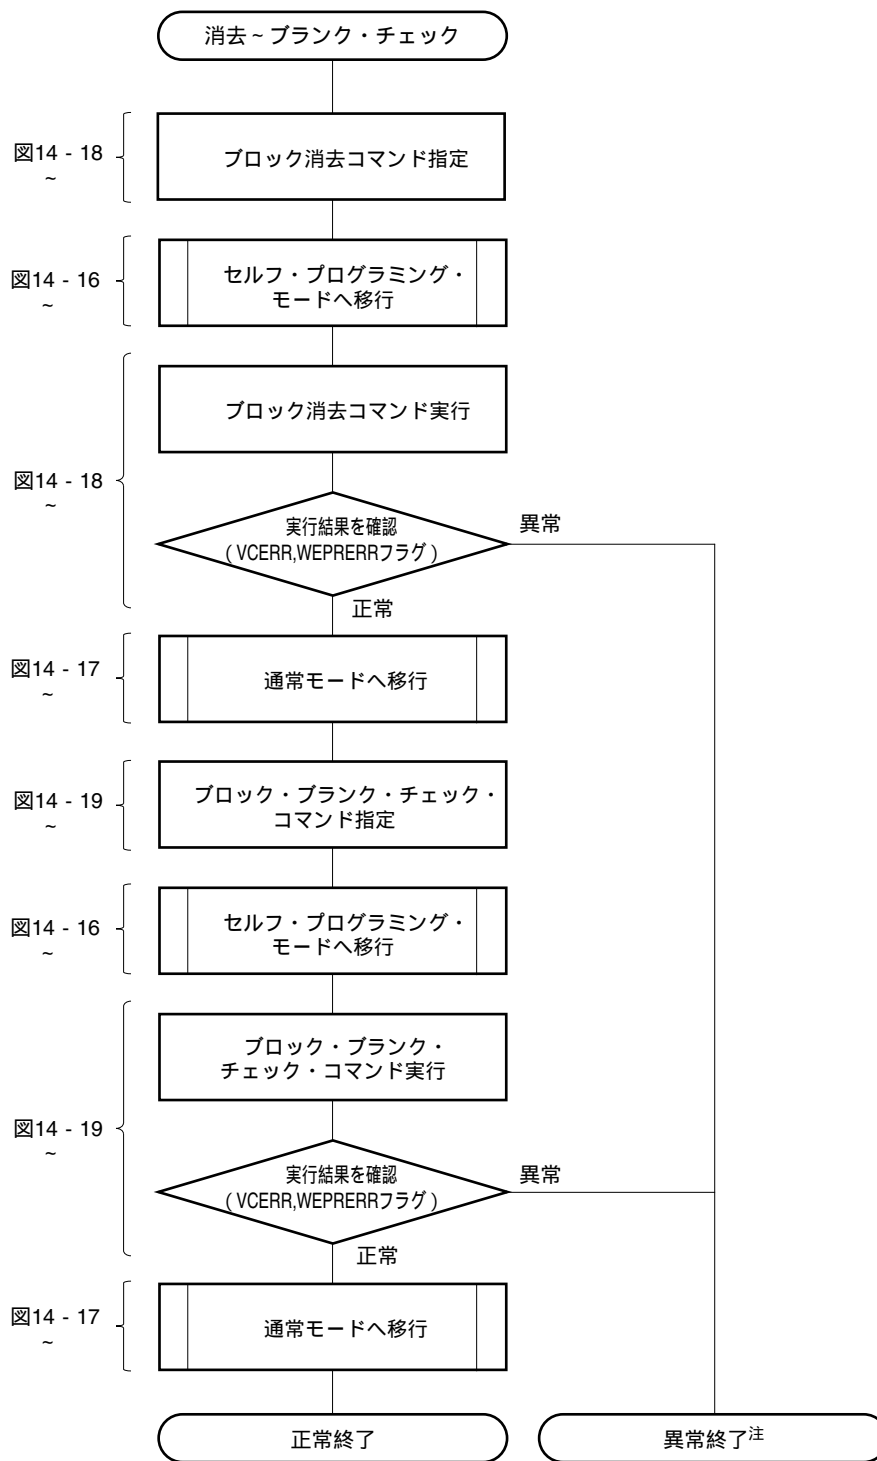 消去~ブランク・チェック
図14 - 18
~
ブロック消去コマンド指定
図14 - 16
~
セルフ・プログラミング・
モードへ移行
ブロック消去コマンド実行
図14 - 18
~
実行結果を確認
( VCERR,WEPRERRフラグ )
異常
正常
図14 - 17
~
通常モードへ移行
図14 - 19
~
ブロック・ブランク・チェック・
コマンド指定
図14 - 16
~
セルフ・プログラミング・
モードへ移行
ブロック・ブランク・
チェック・コマンド実行
図14 - 19
~
実行結果を確認
( VCERR,WEPRERRフラグ )
異常
正常
図14 - 17
~
通常モードへ移行
正常終了
異常終了注